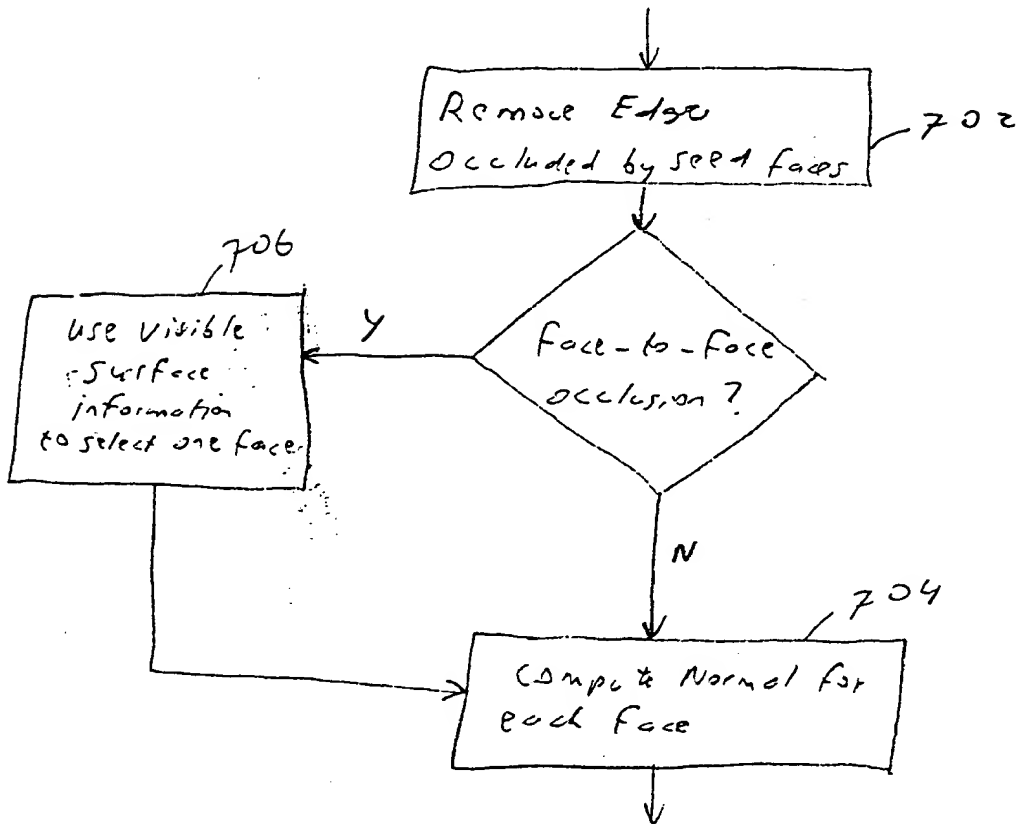 Remove Edge
occluded by seed faces
702
706
use visible
surface
information
to select one face
Y
face-to-face
occlusion?
N
704
Compute Normal for
each face